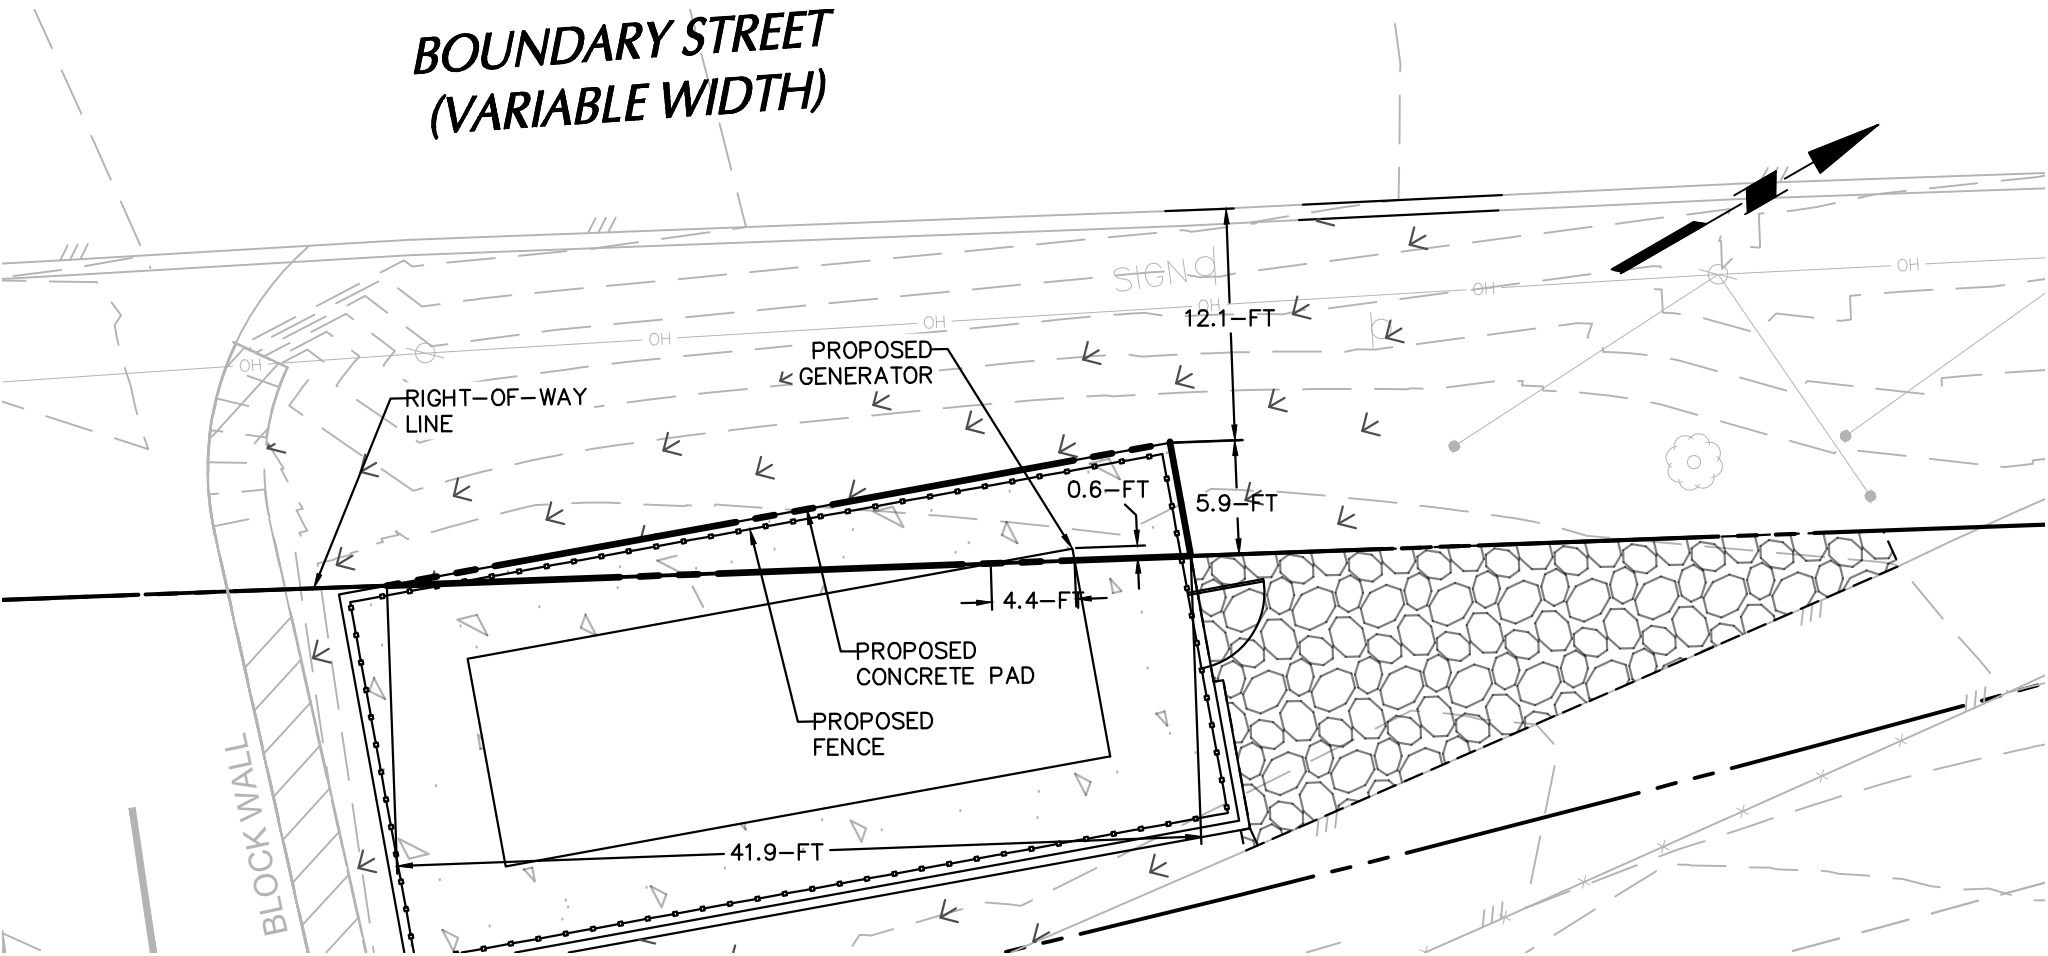 BOUNDARY STREET
(VARIABLE WIDTH)
SIGN
OH
OH
OH
OH
OH
OH
12.1-FT
PROPOSED
GENERATOR
RIGHT-OF-WAY
LINE
0.6-FT
5.9-FT
4.4-FT
PROPOSED
CONCRETE PAD
PROPOSED
FENCE
41.9-FT
BLOCK WALL